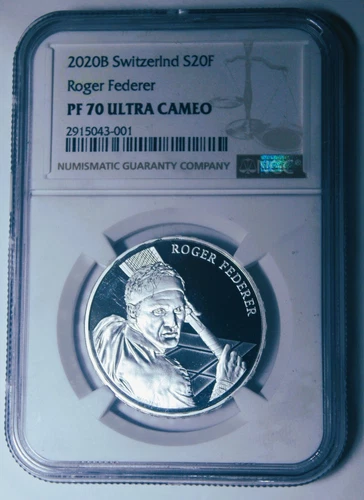 2020B Switzerlnd S20F
Roger Federer
PF 70 ULTRA CAMEO
2915043-001
NUMISMATIC GUARANTY COMPANY
NGC
ROGER FEDERER